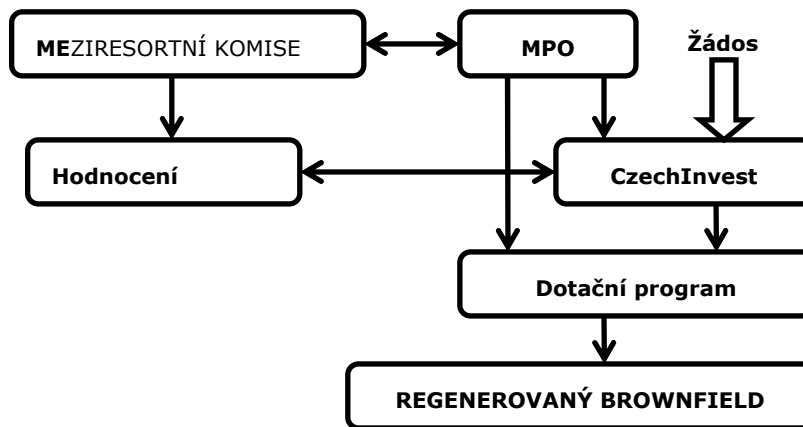 MEZIRESORTNÍ KOMISE
MPO
Žádos
Hodnocení
CzechInvest
Dotační program
REGENEROVANÝ BROWNFIELD